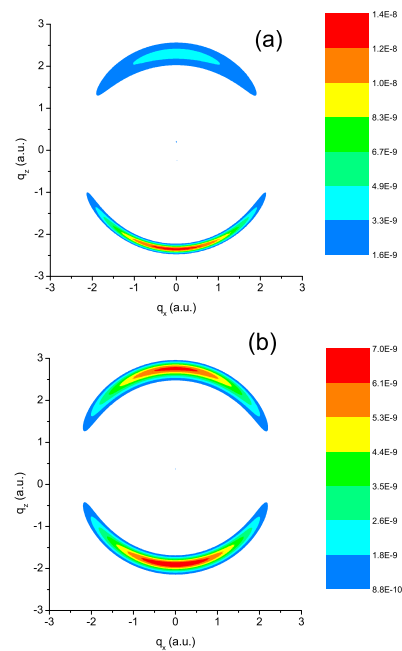 (a)
1.4E-8
1.2E-8
1.0E-8
8.3E-9
6.7E-9
4.9E-9
3.3E-9
1.6E-9
3
2
1
0
-1
-2
-3
q_z (a.u.)
-3 -2 -1 0 1 2 3
q_x (a.u.)
(b)
7.0E-9
6.1E-9
5.3E-9
4.4E-9
3.5E-9
2.6E-9
1.8E-9
8.8E-10
3
2
1
0
-1
-2
-3
q_z (a.u.)
-3 -2 -1 0 1 2 3
q_x (a.u.)